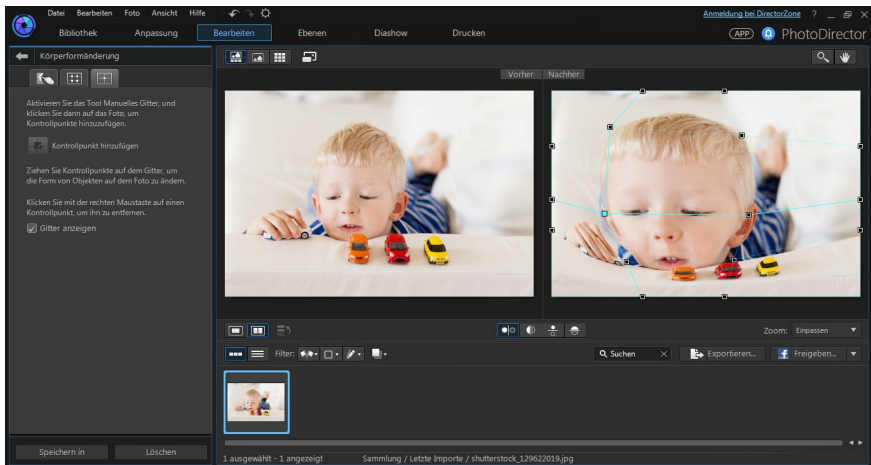 Datei Bearbeiten Foto Ansicht Hilfe
Anmeldung bei DirectorZone ?
Bibliothek Anpassung Bearbeiten Ebenen Diashow Drucken
APP PhotoDirector
Körperformänderung
Vorher Nachher
Aktivieren Sie das Tool Manuelles Gitter, und
klicken Sie dann auf das Foto, um
Kontrollpunkte hinzuzufügen.
Kontrollpunkt hinzufügen
Ziehen Sie Kontrollpunkte auf dem Gitter, um
die Form von Objekten auf dem Foto zu ändern.
Klicken Sie mit der rechten Maustaste auf einen
Kontrollpunkt, um ihn zu entfernen.
Gitter anzeigen
Zoom: Einpassen
Filter: Suchen Exportieren... Freigeben...
Speichern in Löschen
1 ausgewählt - 1 angezeigt Sammlung / Letzte Importe / shutterstock_129622019.jpg